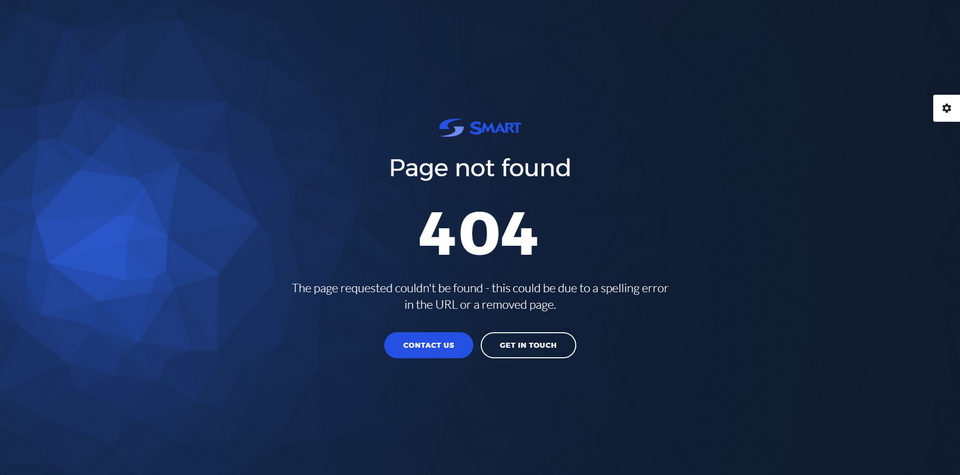 SMART
Page not found
404
The page requested couldn't be found - this could be due to a spelling error
in the URL or a removed page.
CONTACT US
GET IN TOUCH